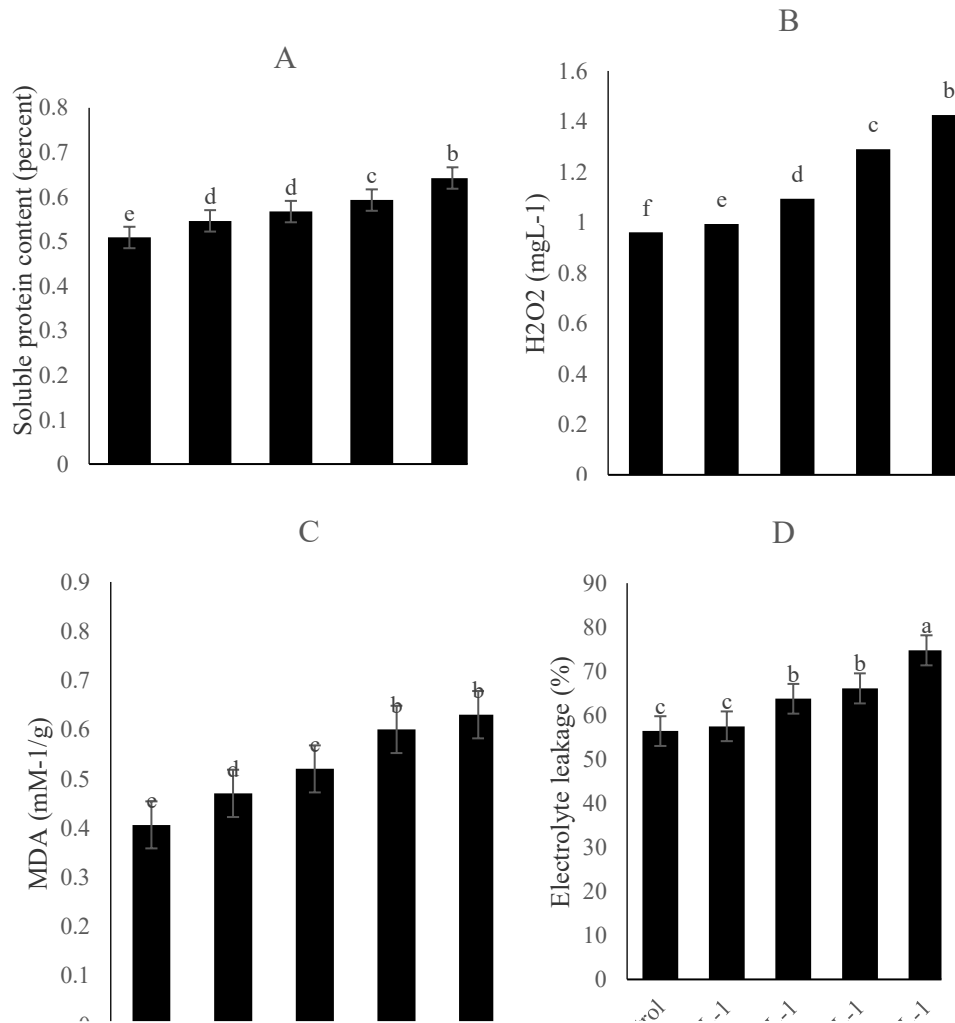 A
Soluble protein content (percent)
0.8
0.7
0.6
0.5
0.4
0.3
0.2
0.1
0
e
d
d
c
b
B
H2O2 (mgL-1)
1.6
1.4
1.2
1
0.8
0.6
0.4
0.2
0
f
e
d
c
b
C
MDA (mM-1/g)
0.9
0.8
0.7
0.6
0.5
0.4
0.3
0.2
0.1
e
d
b
b
D
Electrolyte leakage (%)
90
80
70
60
50
40
30
20
10
0
c
c
b
b
a